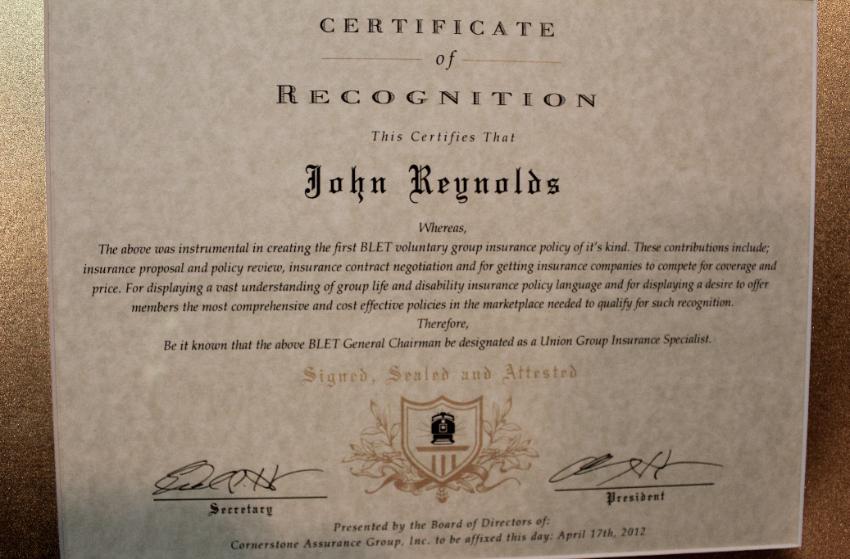 CERTIFICATE
of
RECOGNITION
This Certifies That
John Reynolds
Whereas,
The above was instrumental in creating the first BLET voluntary group insurance policy of it's kind. These contributions include;
insurance proposal and policy review, insurance contract negotiation and for getting insurance companies to compete for coverage and
price. For displaying a vast understanding of group life and disability insurance policy language and for displaying a desire to offer
members the most comprehensive and cost effective policies in the marketplace needed to qualify for such recognition.
Therefore,
Be it known that the above BLET General Chairman be designated as a Union Group Insurance Specialist.
Signed, Sealed and Attested
Secretary
President
Presented by the Board of Directors of:
Cornerstone Assurance Group, Inc. to be affixed this day: April 17th, 2012